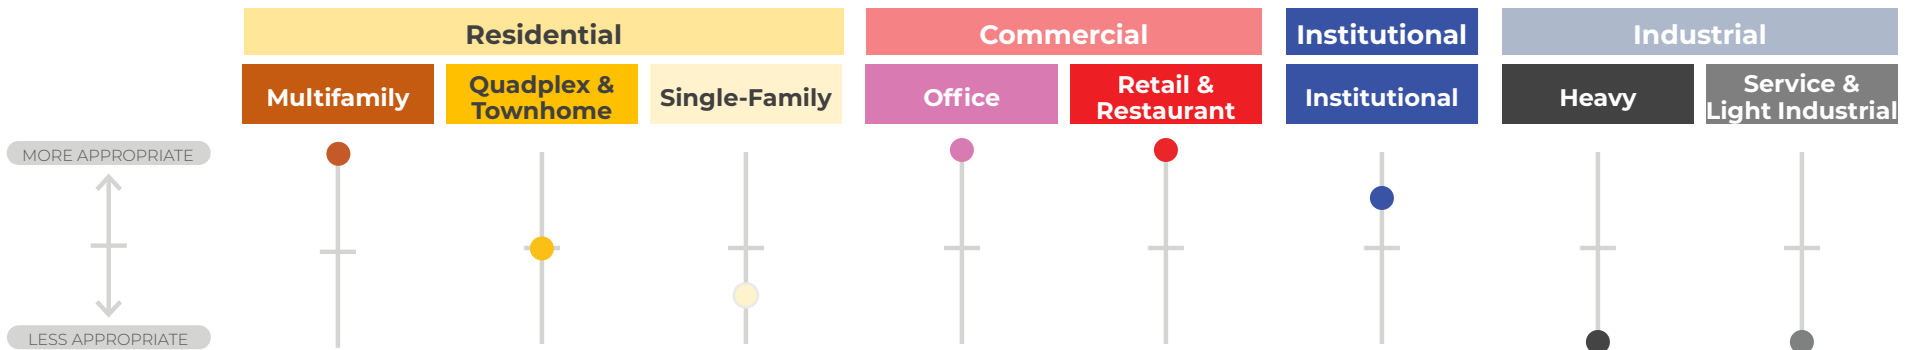 Residential
Commercial
Institutional
Industrial
Multifamily
Quadplex &
Townhome
Single-Family
Office
Retail &
Restaurant
Institutional
Heavy
Service &
Light Industrial
MORE APPROPRIATE
LESS APPROPRIATE